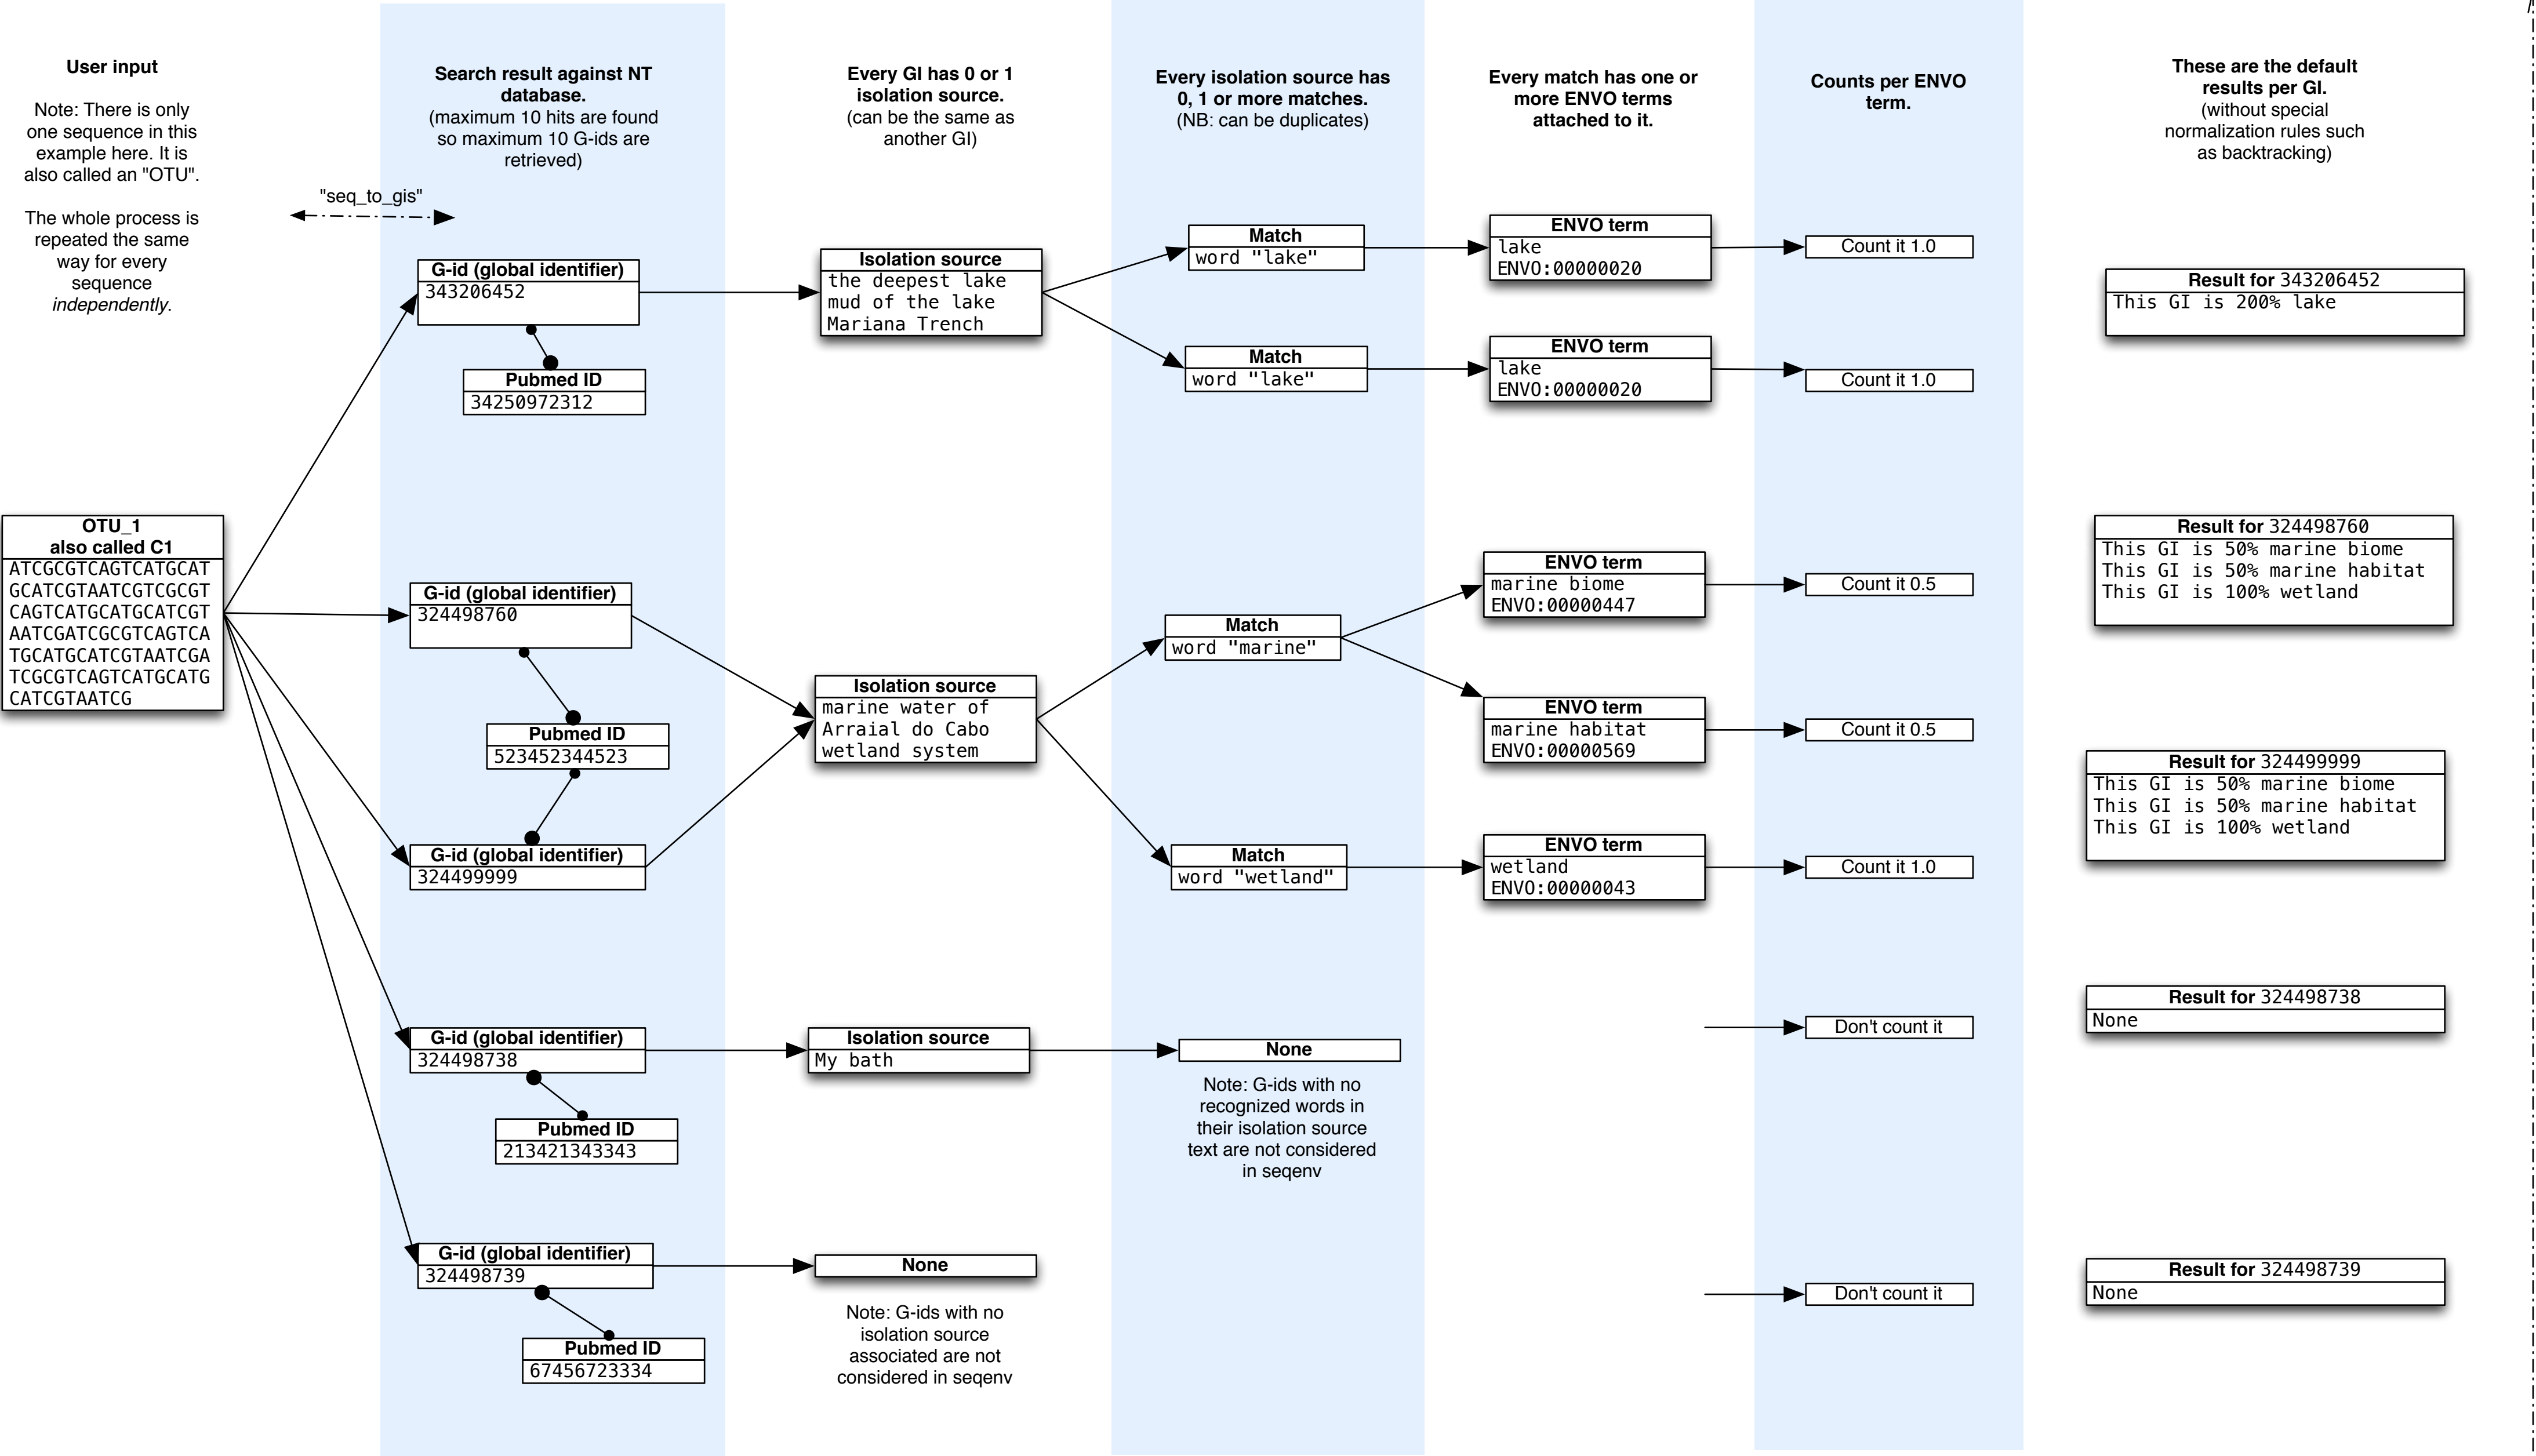 User input
Note: There is only
one sequence in this
example here. It is
also called an "OTU".
The whole process is
repeated the same
way for every
sequence
independently.
OTU_1
also called C1
ATCGCGTCAGTCATGCAT
GCATCGTAATCGTCGCGT
CAGTCATGCATGCATCGT
AATCGATCGCGTCAGTCA
TGCATGCATCGTAATCGA
TCGCGTCAGTCATGCATG
CATCGTAATCG
"seq_to_gis"
Search result against NT
database.
(maximum 10 hits are found
so maximum 10 G-ids are
retrieved)
G-id (global identifier)
343206452
Pubmed ID
34250972312
G-id (global identifier)
324498760
Pubmed ID
523452344523
G-id (global identifier)
324499999
G-id (global identifier)
324498738
Pubmed ID
213421343343
G-id (global identifier)
324498739
Pubmed ID
67456723334
Every GI has 0 or 1
isolation source.
(can be the same as
another GI)
Isolation source
the deepest lake
mud of the lake
Mariana Trench
Isolation source
marine water of
Arraial do Cabo
wetland system
Isolation source
My bath
None
Note: G-ids with no
isolation source
associated are not
considered in seqenv
Every isolation source has
0, 1 or more matches.
(NB: can be duplicates)
Match
word "lake"
Match
word "lake"
Match
word "marine"
Match
word "wetland"
None
Note: G-ids with no
recognized words in
their isolation source
text are not considered
in seqenv
Every match has one or
more ENVO terms
attached to it.
ENVO term
lake
ENVO:00000020
ENVO term
lake
ENVO:00000020
ENVO term
marine biome
ENVO:00000447
ENVO term
marine habitat
ENVO:00000569
ENVO term
wetland
ENVO:00000043
Counts per ENVO
term.
Count it 1.0
Count it 1.0
Count it 0.5
Count it 0.5
Count it 1.0
Don't count it
Don't count it
These are the default
results per GI.
(without special
normalization rules such
as backtracking)
Result for 343206452
This GI is 200% lake
Result for 324498760
This GI is 50% marine biome
This GI is 50% marine habitat
This GI is 100% wetland
Result for 324499999
This GI is 50% marine biome
This GI is 50% marine habitat
This GI is 100% wetland
Result for 324498738
None
Result for 324498739
None